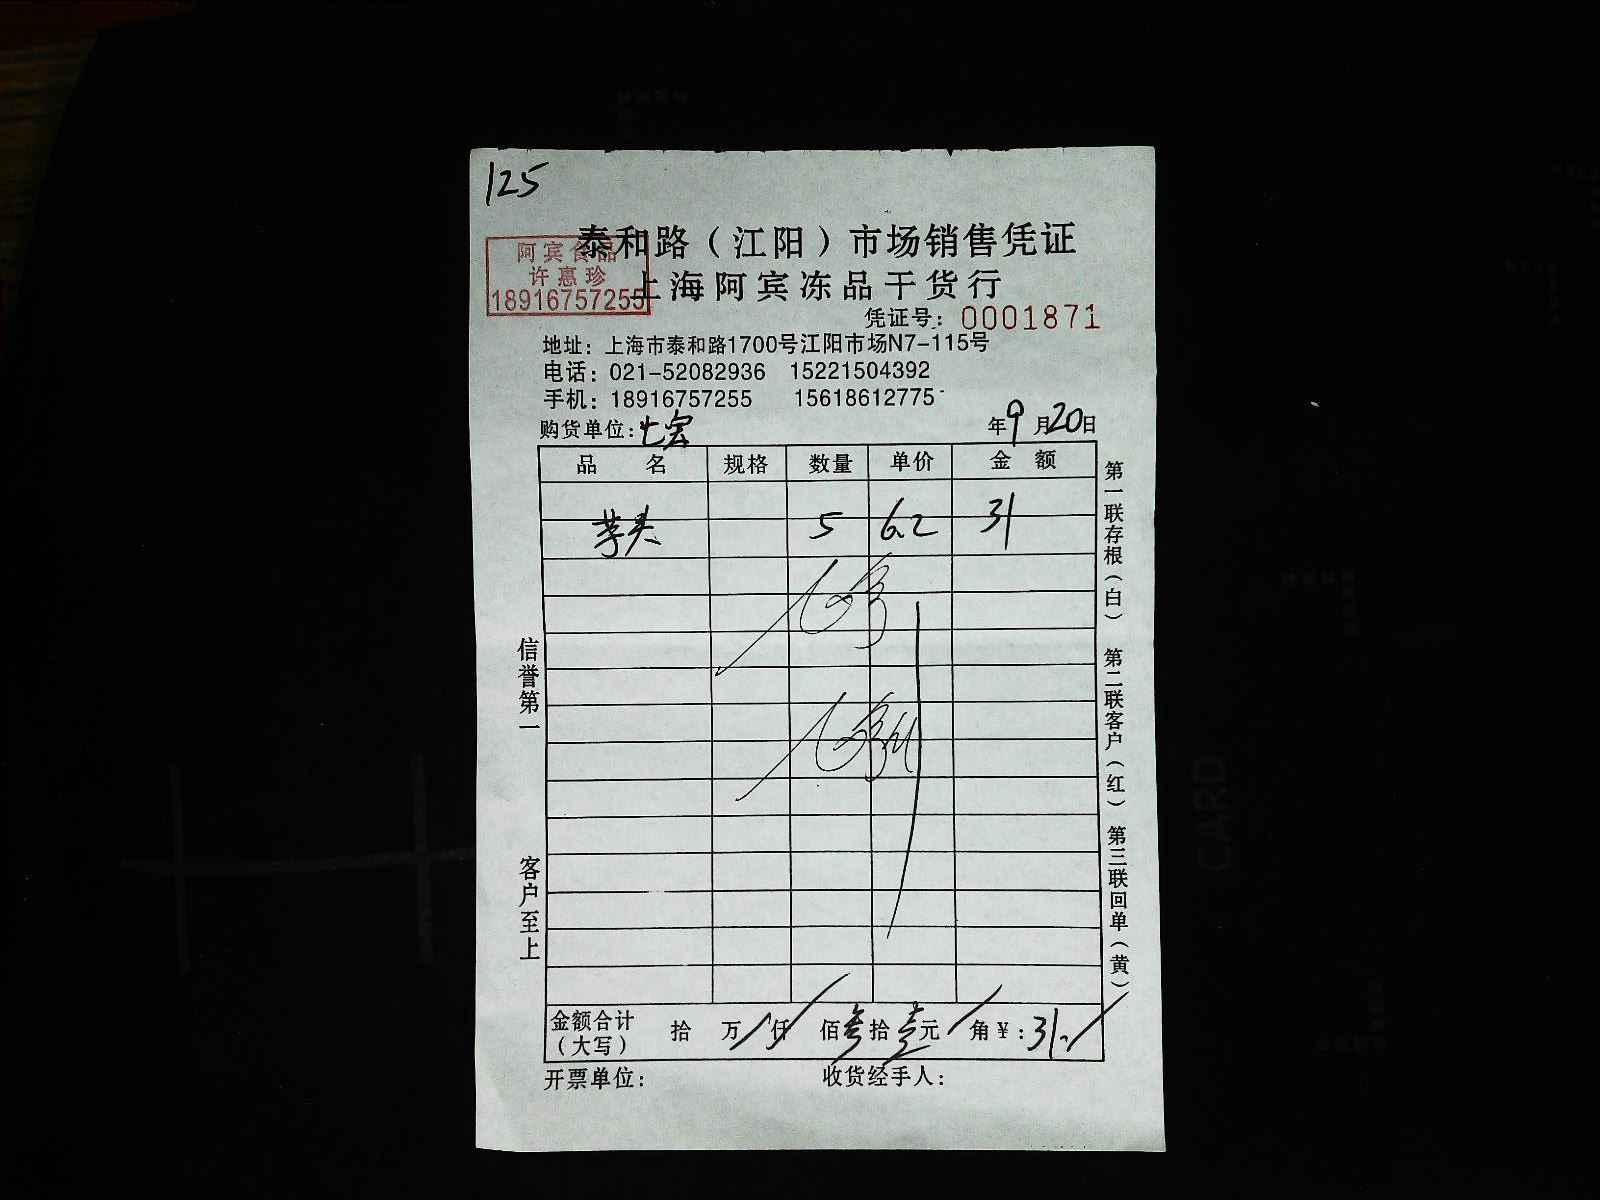 125
泰和路（江阳）市场销售凭证
阿宾食品
许惠珍
18916757255
上海阿宾冻品干货行
凭证号：0001871
地址：上海市泰和路1700号江阳市场N7-115号
电话：021-52082936 15221504392
手机：18916757255 15618612775
购货单位：七宝 年9月20日
品名 规格 数量 单价 金额
芋头 5 6.2 31
信誉第一
客户至上
第一联存根（白） 第二联客户（红） 第三联回单（黄）
金额合计（大写） 拾 万 仟 佰叁拾壹元 角￥：31.
开票单位： 收货经手人：